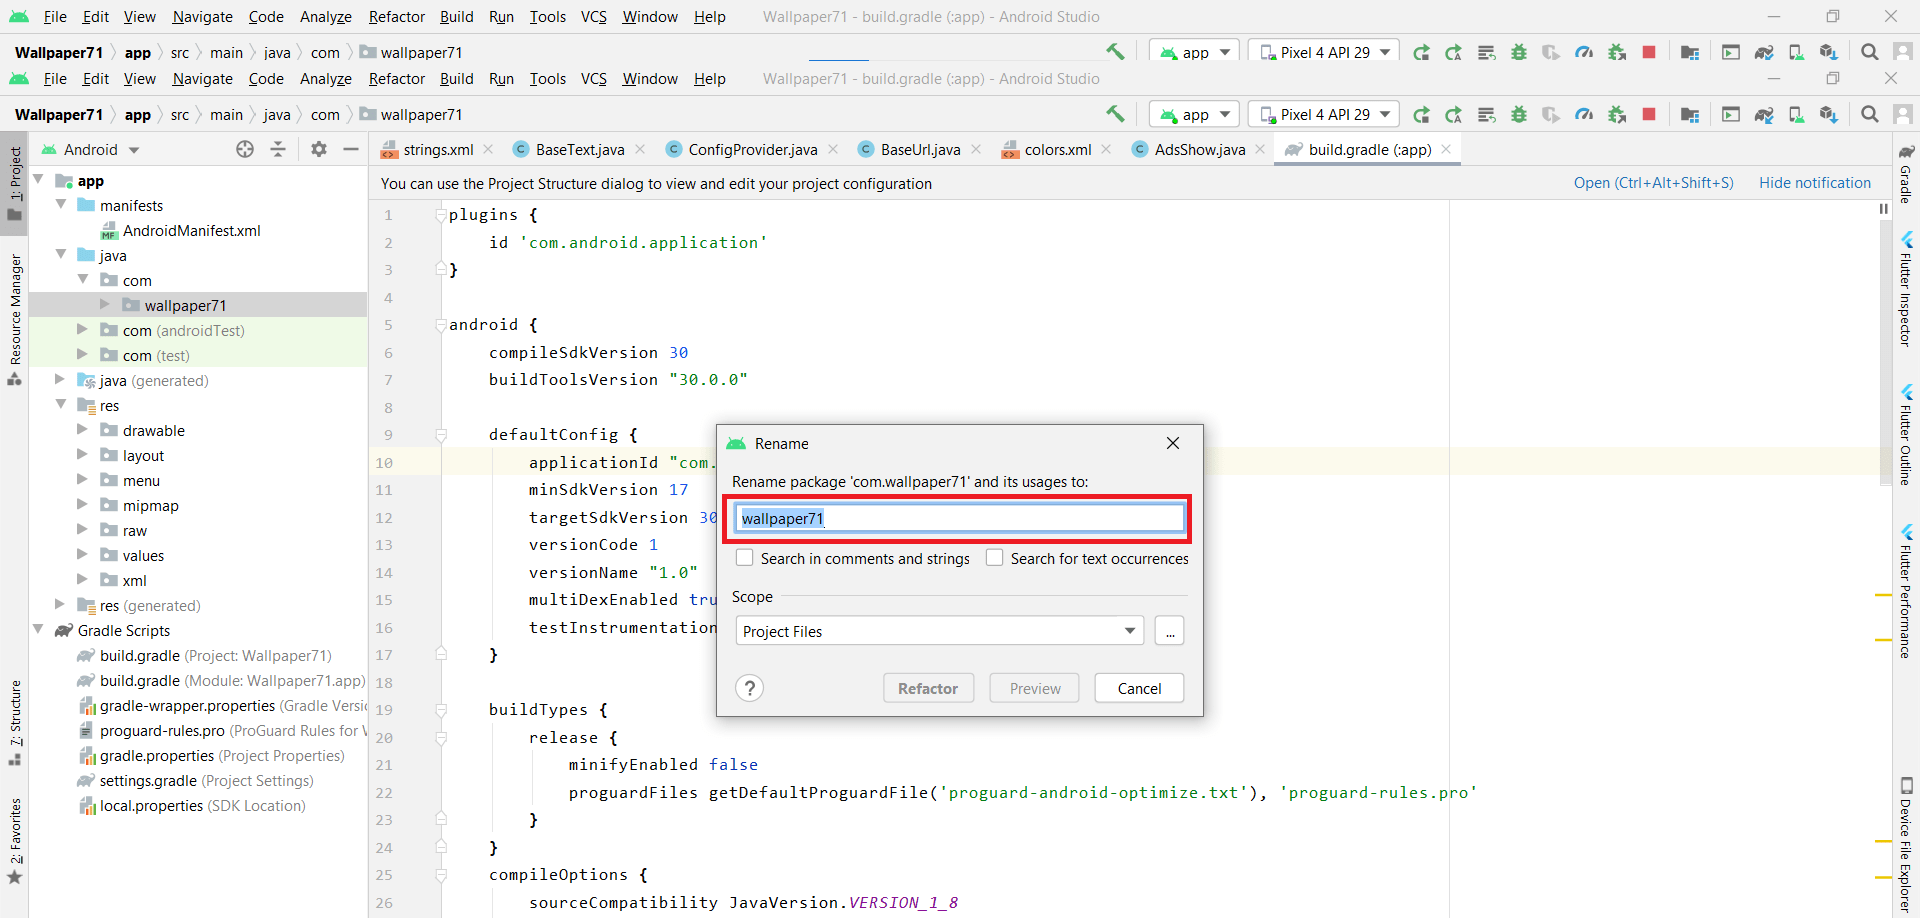 File Edit View Navigate Code Analyze Refactor Build Run Tools VCS Window Help Wallpaper71 - build.gradle (:app) - Android Studio
Wallpaper71 app src main java com wallpaper71 app Pixel 4 API 29
File Edit View Navigate Code Analyze Refactor Build Run Tools VCS Window Help Wallpaper71 - build.gradle (:app) - Android Studio
Wallpaper71 app src main java com wallpaper71 app Pixel 4 API 29
1: Project
Resource Manager
7: Structure
2: Favorites
Android
app
manifests
MF AndroidManifest.xml
java
com
wallpaper71
com (androidTest)
com (test)
java (generated)
res
drawable
layout
menu
mipmap
raw
values
xml
res (generated)
Gradle Scripts
build.gradle (Project: Wallpaper71)
build.gradle (Module: Wallpaper71.app)
gradle-wrapper.properties (Gradle Versio
proguard-rules.pro (ProGuard Rules for W
gradle.properties (Project Properties)
settings.gradle (Project Settings)
local.properties (SDK Location)
strings.xml C BaseText.java C ConfigProvider.java C BaseUrl.java colors.xml C AdsShow.java build.gradle (:app)
You can use the Project Structure dialog to view and edit your project configuration Open (Ctrl+Alt+Shift+S) Hide notification
1 plugins {
2 id 'com.android.application'
3 }
4
5 android {
6 compileSdkVersion 30
7 buildToolsVersion "30.0.0"
8
9 defaultConfig {
10 applicationId "com.
11 minSdkVersion 17
12 targetSdkVersion 30
13 versionCode 1
14 versionName "1.0"
15 multiDexEnabled tru
16 testInstrumentation
17 }
18
19 buildTypes {
20 release {
21 minifyEnabled false
22 proguardFiles getDefaultProguardFile('proguard-android-optimize.txt'), 'proguard-rules.pro'
23 }
24 }
25 compileOptions {
26 sourceCompatibility JavaVersion.VERSION_1_8
Rename
Rename package 'com.wallpaper71' and its usages to:
wallpaper71
Search in comments and strings Search for text occurrences
Scope
Project Files ...
? Refactor Preview Cancel
Gradle
Flutter Inspector
Flutter Outline
Flutter Performance
Device File Explorer